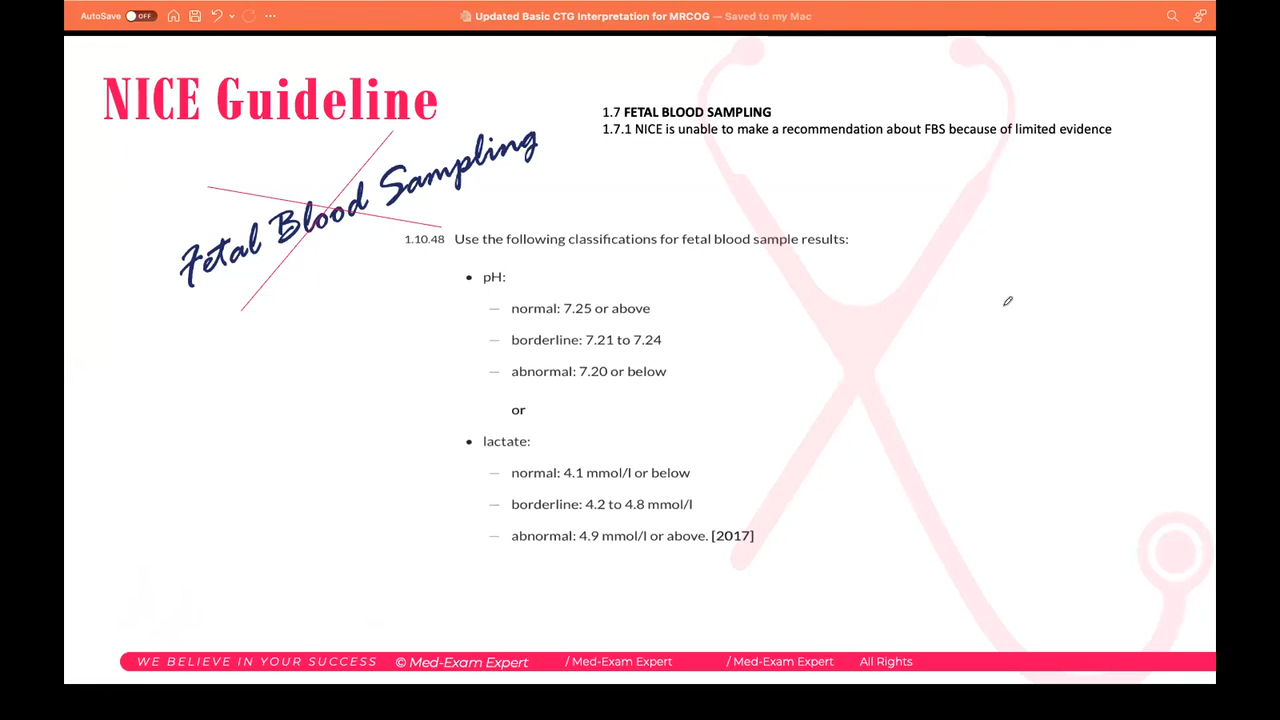 AutoSave OFF
Updated Basic CTG Interpretation for MRCOG — Saved to my Mac
NICE Guideline
Fetal Blood Sampling
1.7 FETAL BLOOD SAMPLING
1.7.1 NICE is unable to make a recommendation about FBS because of limited evidence
1.10.48 Use the following classifications for fetal blood sample results:
• pH:
— normal: 7.25 or above
— borderline: 7.21 to 7.24
— abnormal: 7.20 or below
or
• lactate:
— normal: 4.1 mmol/l or below
— borderline: 4.2 to 4.8 mmol/l
— abnormal: 4.9 mmol/l or above. [2017]
WE BELIEVE IN YOUR SUCCESS © Med-Exam Expert / Med-Exam Expert / Med-Exam Expert All Rights